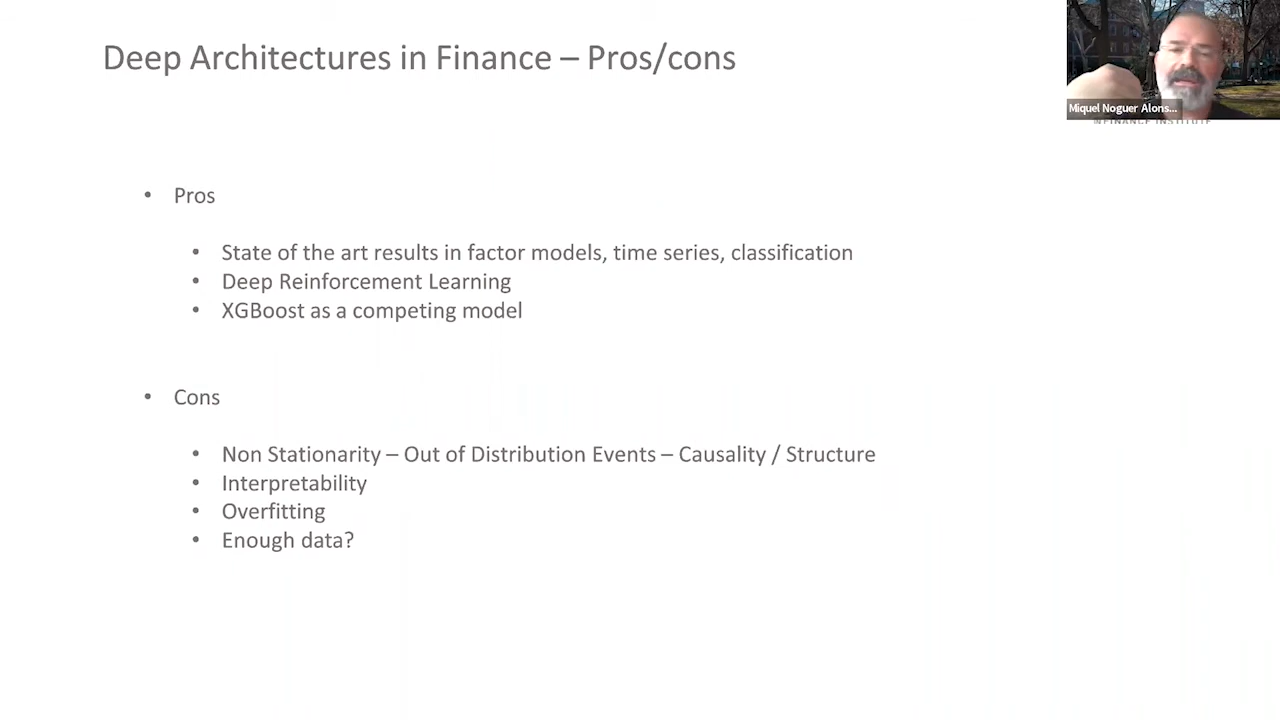 Deep Architectures in Finance – Pros/cons
Miquel Noguer Alons...
FINANCE INSTITUTE
• Pros
• State of the art results in factor models, time series, classification
• Deep Reinforcement Learning
• XGBoost as a competing model
• Cons
• Non Stationarity – Out of Distribution Events – Causality / Structure
• Interpretability
• Overfitting
• Enough data?